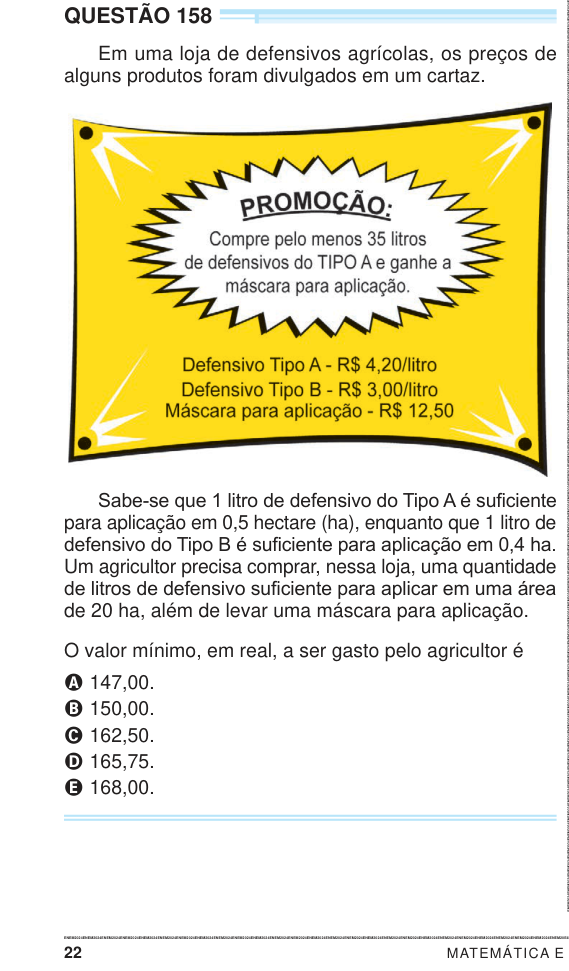 QUESTÃO 158
Em uma loja de defensivos agrícolas, os preços de
alguns produtos foram divulgados em um cartaz.
PROMOÇÃO:
Compre pelo menos 35 litros
de defensivos do TIPO A e ganhe a
máscara para aplicação.
Defensivo Tipo A - R$ 4,20/litro
Defensivo Tipo B - R$ 3,00/litro
Máscara para aplicação - R$ 12,50
Sabe-se que 1 litro de defensivo do Tipo A é suficiente
para aplicação em 0,5 hectare (ha), enquanto que 1 litro de
defensivo do Tipo B é suficiente para aplicação em 0,4 ha.
Um agricultor precisa comprar, nessa loja, uma quantidade
de litros de defensivo suficiente para aplicar em uma área
de 20 ha, além de levar uma máscara para aplicação.
O valor mínimo, em real, a ser gasto pelo agricultor é
A 147,00.
B 150,00.
C 162,50.
D 165,75.
E 168,00.
22 MATEMÁTICA E